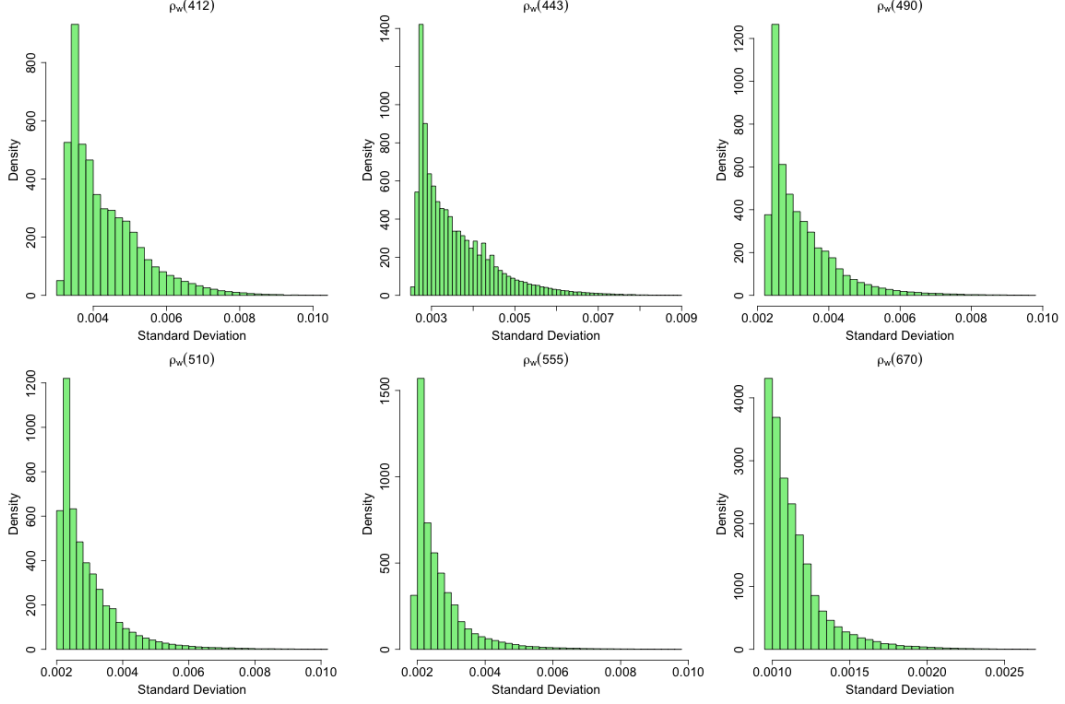 ρw(412)
Density
0 200 400 600 800
0.004 0.006 0.008 0.010
Standard Deviation
ρw(443)
Density
0 200 400 600 800 1000 1400
0.003 0.005 0.007 0.009
Standard Deviation
ρw(490)
Density
0 200 400 600 800 1000 1200
0.002 0.004 0.006 0.008 0.010
Standard Deviation
ρw(510)
Density
0 200 400 600 800 1000 1200
0.002 0.004 0.006 0.008 0.010
Standard Deviation
ρw(555)
Density
0 500 1000 1500
0.002 0.004 0.006 0.008 0.010
Standard Deviation
ρw(670)
Density
0 1000 2000 3000 4000
0.0010 0.0015 0.0020 0.0025
Standard Deviation